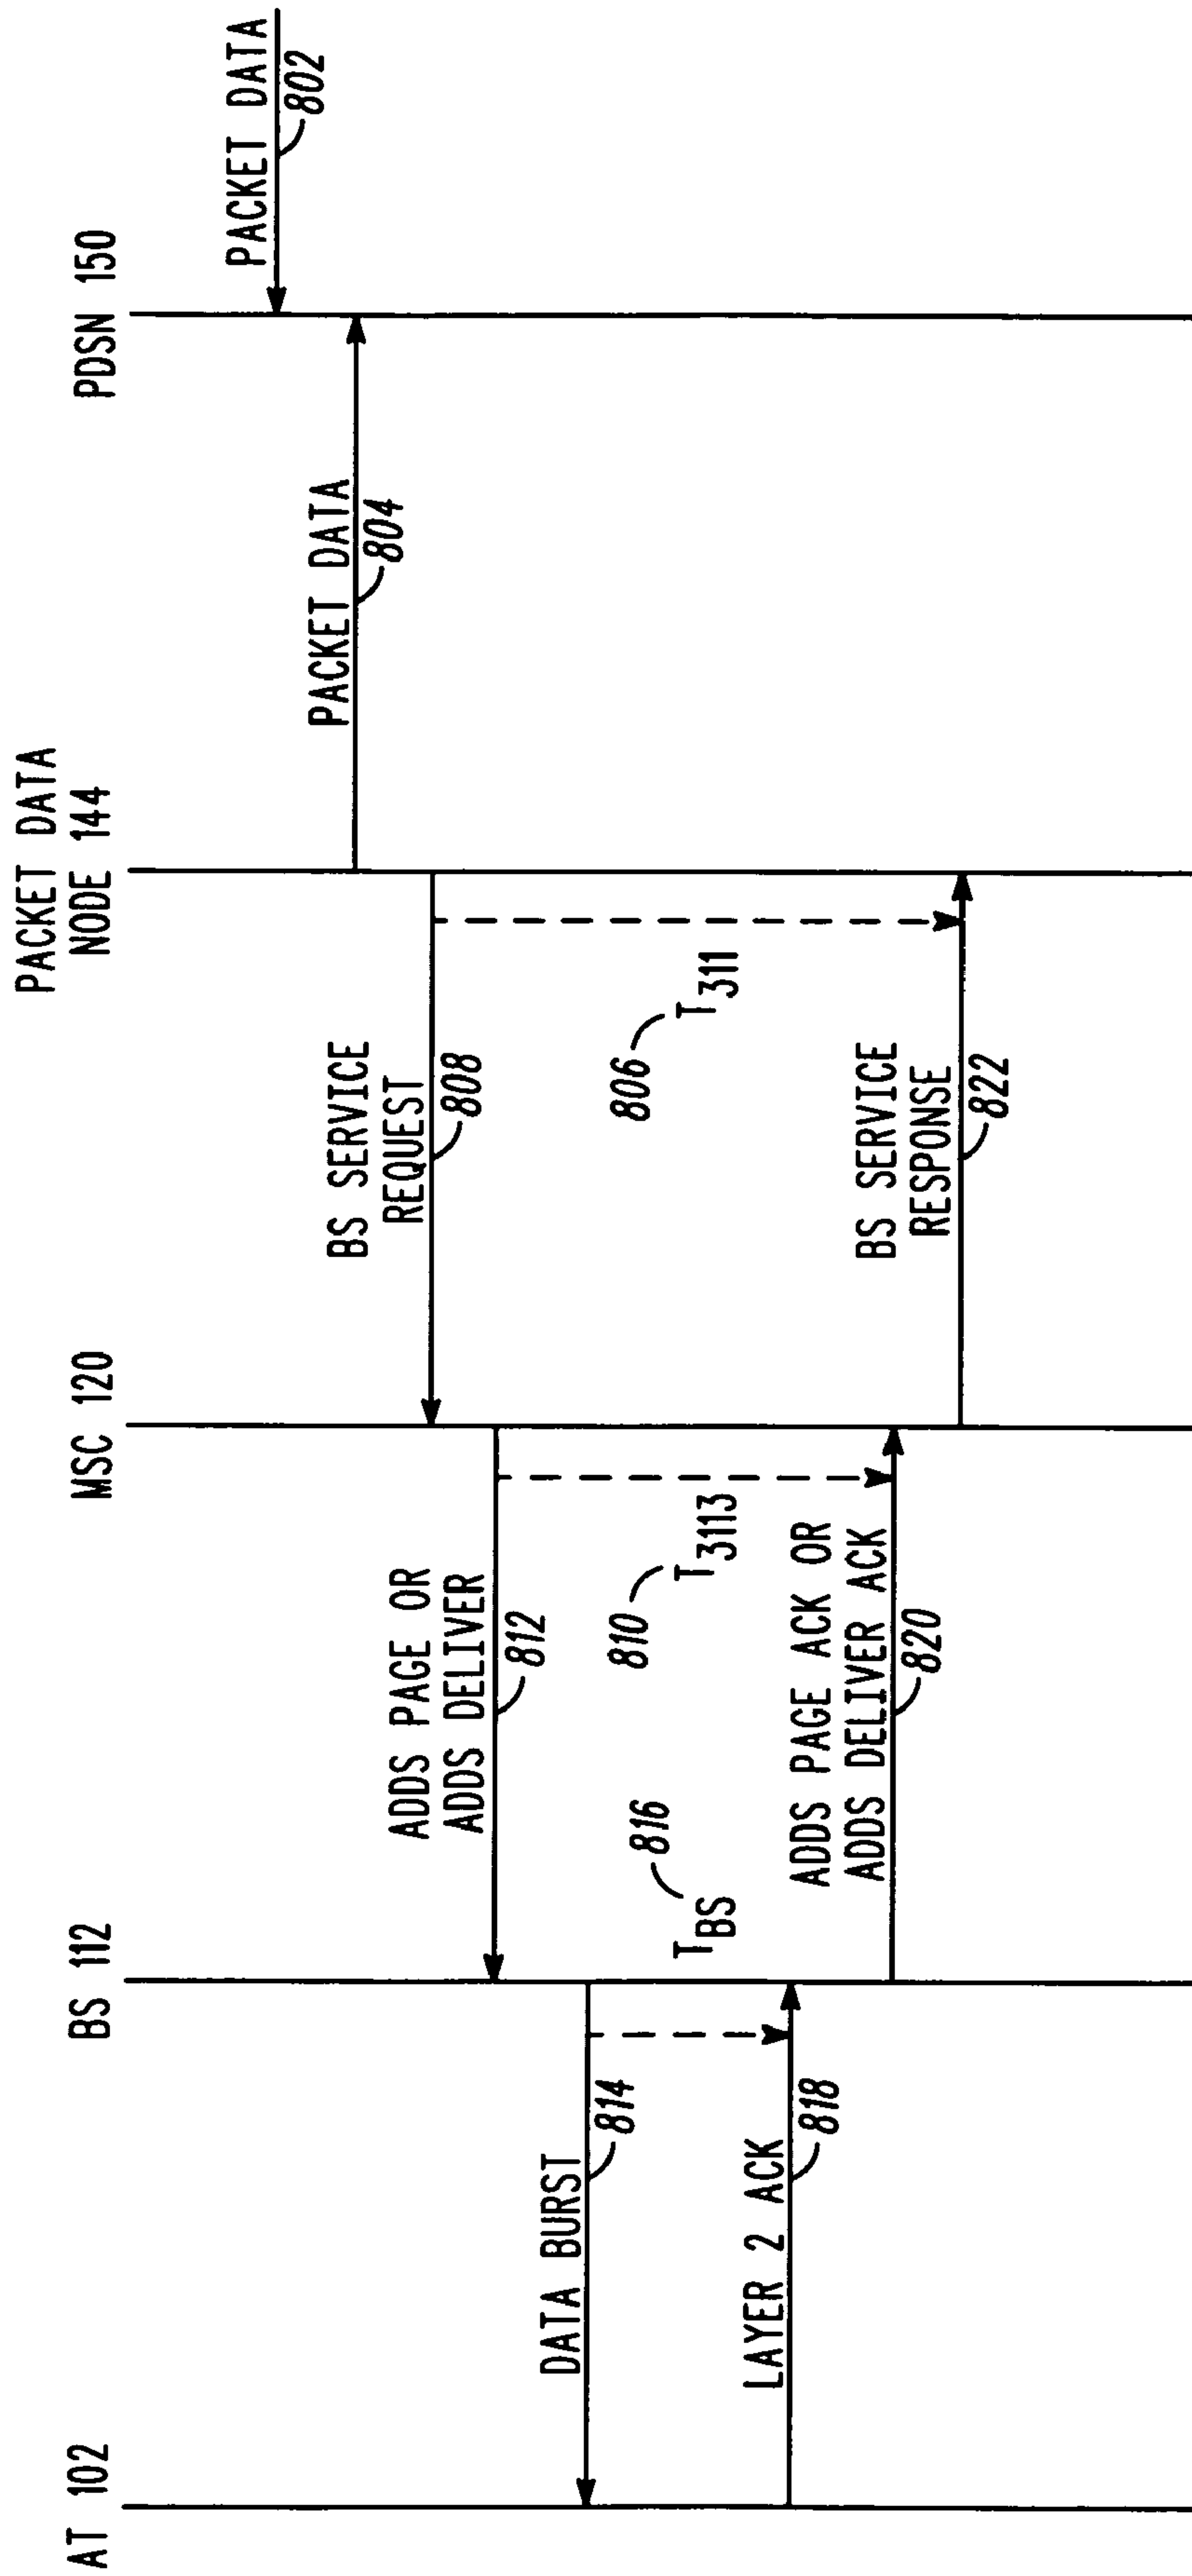 AT 102
BS 112
MSC 120
PACKET DATA
NODE 144
PDSN 150
PACKET DATA
802
PACKET DATA
804
BS SERVICE
REQUEST
808
ADDS PAGE OR
ADDS DELIVER
812
DATA BURST
814
806
T311
810
T3113
816
TBS
LAYER 2 ACK
818
ADDS PAGE ACK OR
ADDS DELIVER ACK
820
BS SERVICE
RESPONSE
822